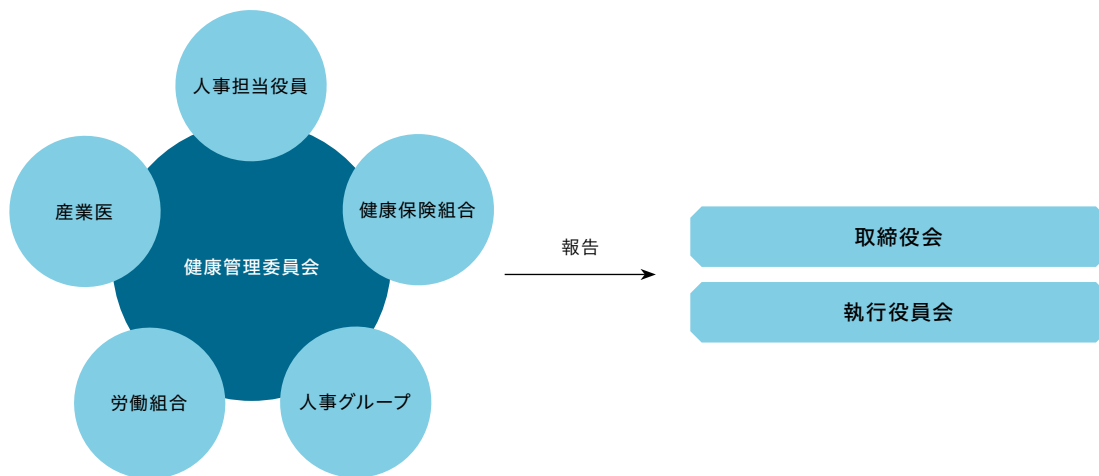 人事担当役員
産業医
健康保険組合
健康管理委員会
労働組合
人事グループ
報告
取締役会
執行役員会